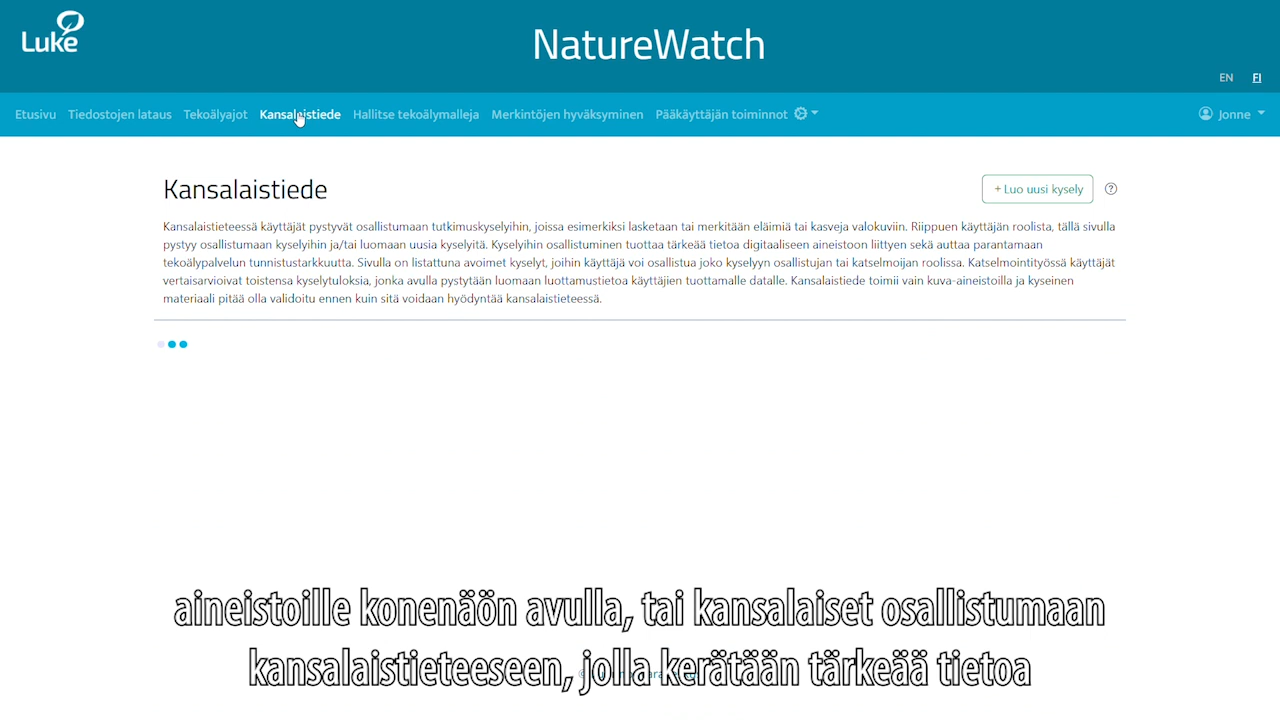 Luke
NatureWatch
EN FI
Etusivu Tiedostojen lataus Tekoälyajot Kansalaistiede Hallitse tekoälymalleja Merkintöjen hyväksyminen Pääkäyttäjän toiminnot Jonne
Kansalaistiede
+ Luo uusi kysely ?
Kansalaistieteessä käyttäjät pystyvät osallistumaan tutkimuskyselyihin, joissa esimerkiksi lasketaan tai merkitään eläimiä tai kasveja valokuviin. Riippuen käyttäjän roolista, tällä sivulla
pystyy osallistumaan kyselyihin ja/tai luomaan uusia kyselyitä. Kyselyihin osallistuminen tuottaa tärkeää tietoa digitaaliseen aineistoon liittyen sekä auttaa parantamaan
tekoälypalvelun tunnistustarkkuutta. Sivulla on listattuna avoimet kyselyt, joihin käyttäjä voi osallistua joko kyselyyn osallistujan tai katselmoijan roolissa. Katselmointityössä käyttäjät
vertaisarvioivat toistensa kyselytuloksia, jonka avulla pystytään luomaan luottamustietoa käyttäjien tuottamalle datalle. Kansalaistiede toimii vain kuva-aineistoilla ja kyseinen
materiaali pitää olla validoitu ennen kuin sitä voidaan hyödyntää kansalaistieteessä.
aineistoille konenäön avulla, tai kansalaiset osallistumaan
kansalaistieteeseen, jolla kerätään tärkeää tietoa